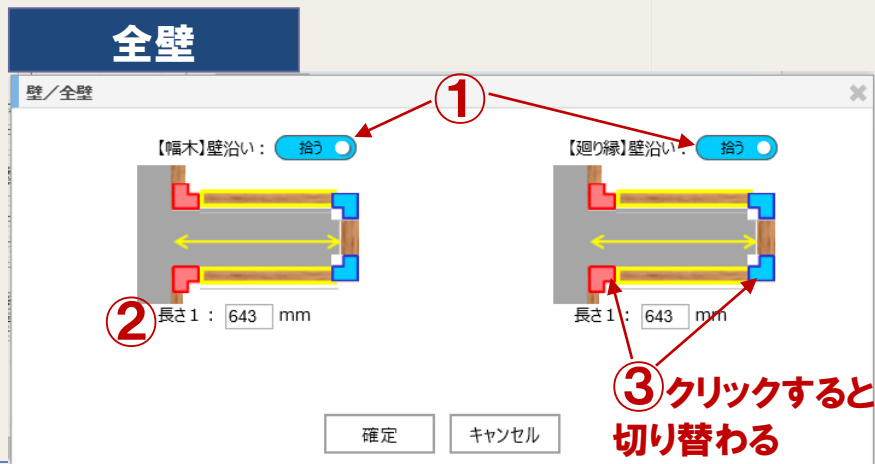 全壁
壁/全壁
①
【幅木】壁沿い: 拾う
【廻り縁】壁沿い: 拾う
②
長さ1 : 643 mm
長さ1 : 643 mm
③クリックすると
切り替わる
確定
キャンセル